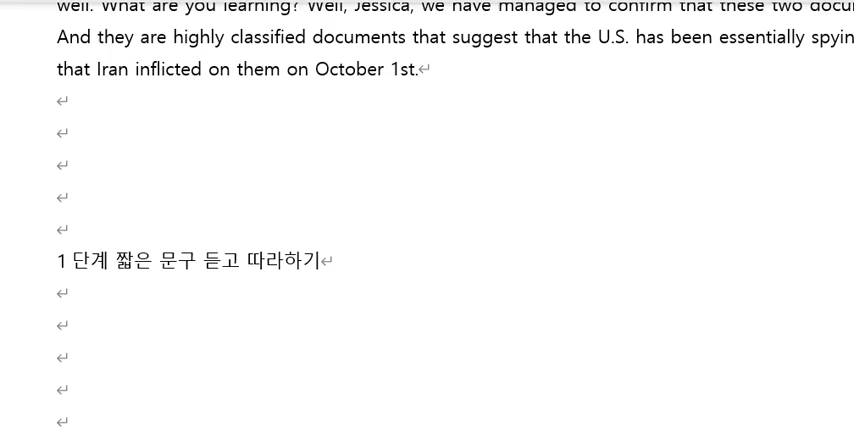 well. What are you learning? Well, Jessica, we have managed to confirm that these two
And they are highly classified documents that suggest that the U.S. has been essentially
that Iran inflicted on them on October 1st.
1 단계 짧은 문구 듣고 따라하기